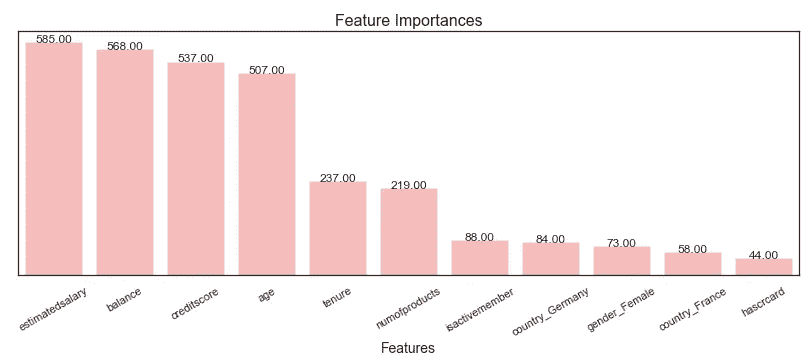 Feature Importances
585.00
568.00
537.00
507.00
237.00
219.00
88.00
84.00
73.00
58.00
44.00
estimatedsalary
balance
creditscore
age
tenure
numofproducts
isactivemember
country_Germany
gender_Female
country_France
hascrcard
Features